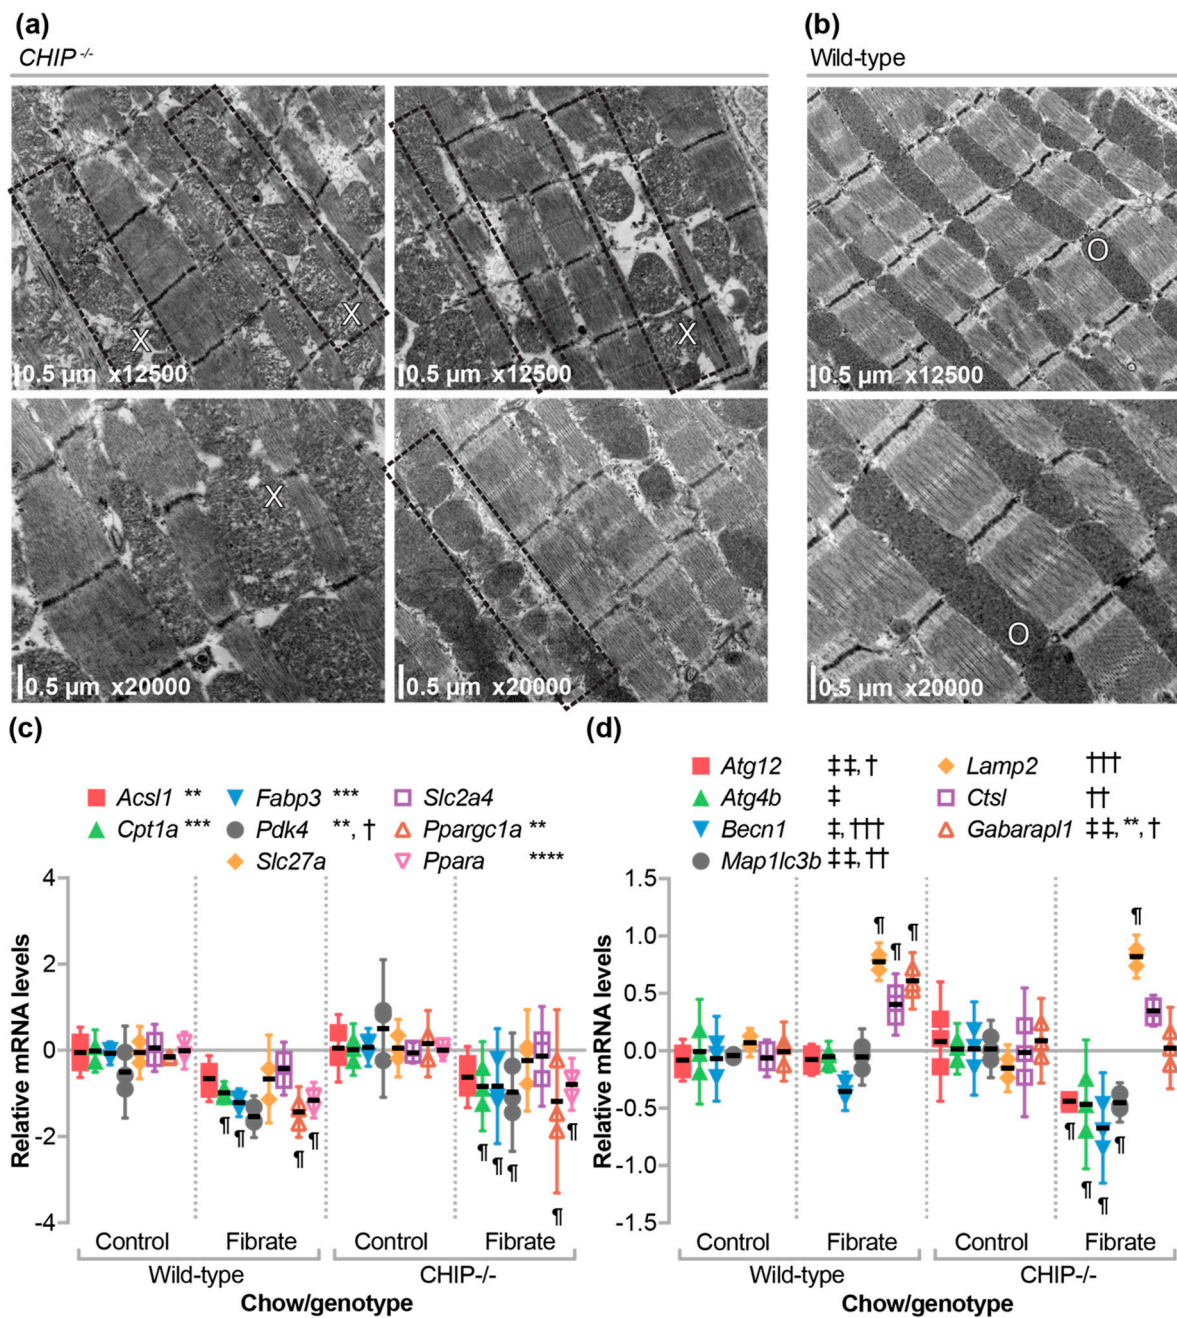 (a)
CHIP -/-
(b)
Wild-type
X
X
0.5 µm x12500
X
0.5 µm x12500
O
0.5 µm x12500
X
0.5 µm x20000
0.5 µm x20000
O
0.5 µm x20000
(c)
Acsl1 ** Fabp3 *** Slc2a4
Cpt1a *** Pdk4 **, † Ppargc1a **
Slc27a Ppara ****
Relative mRNA levels
4
2
0
-2
-4
¶ ¶ ¶ ¶ ¶ ¶ ¶ ¶ ¶
Control Fibrate Control Fibrate
Wild-type CHIP-/-
Chow/genotype
(d)
Atg12 ‡‡, † Lamp2 †††
Atg4b ‡ Ctsl ††
Becn1 ‡, ††† Gabarapl1 ‡‡, **, †
Map1lc3b ‡‡, ††
Relative mRNA levels
1.5
1.0
0.5
0.0
-0.5
-1.0
-1.5
¶ ¶ ¶ ¶ ¶ ¶ ¶ ¶
Control Fibrate Control Fibrate
Wild-type CHIP-/-
Chow/genotype